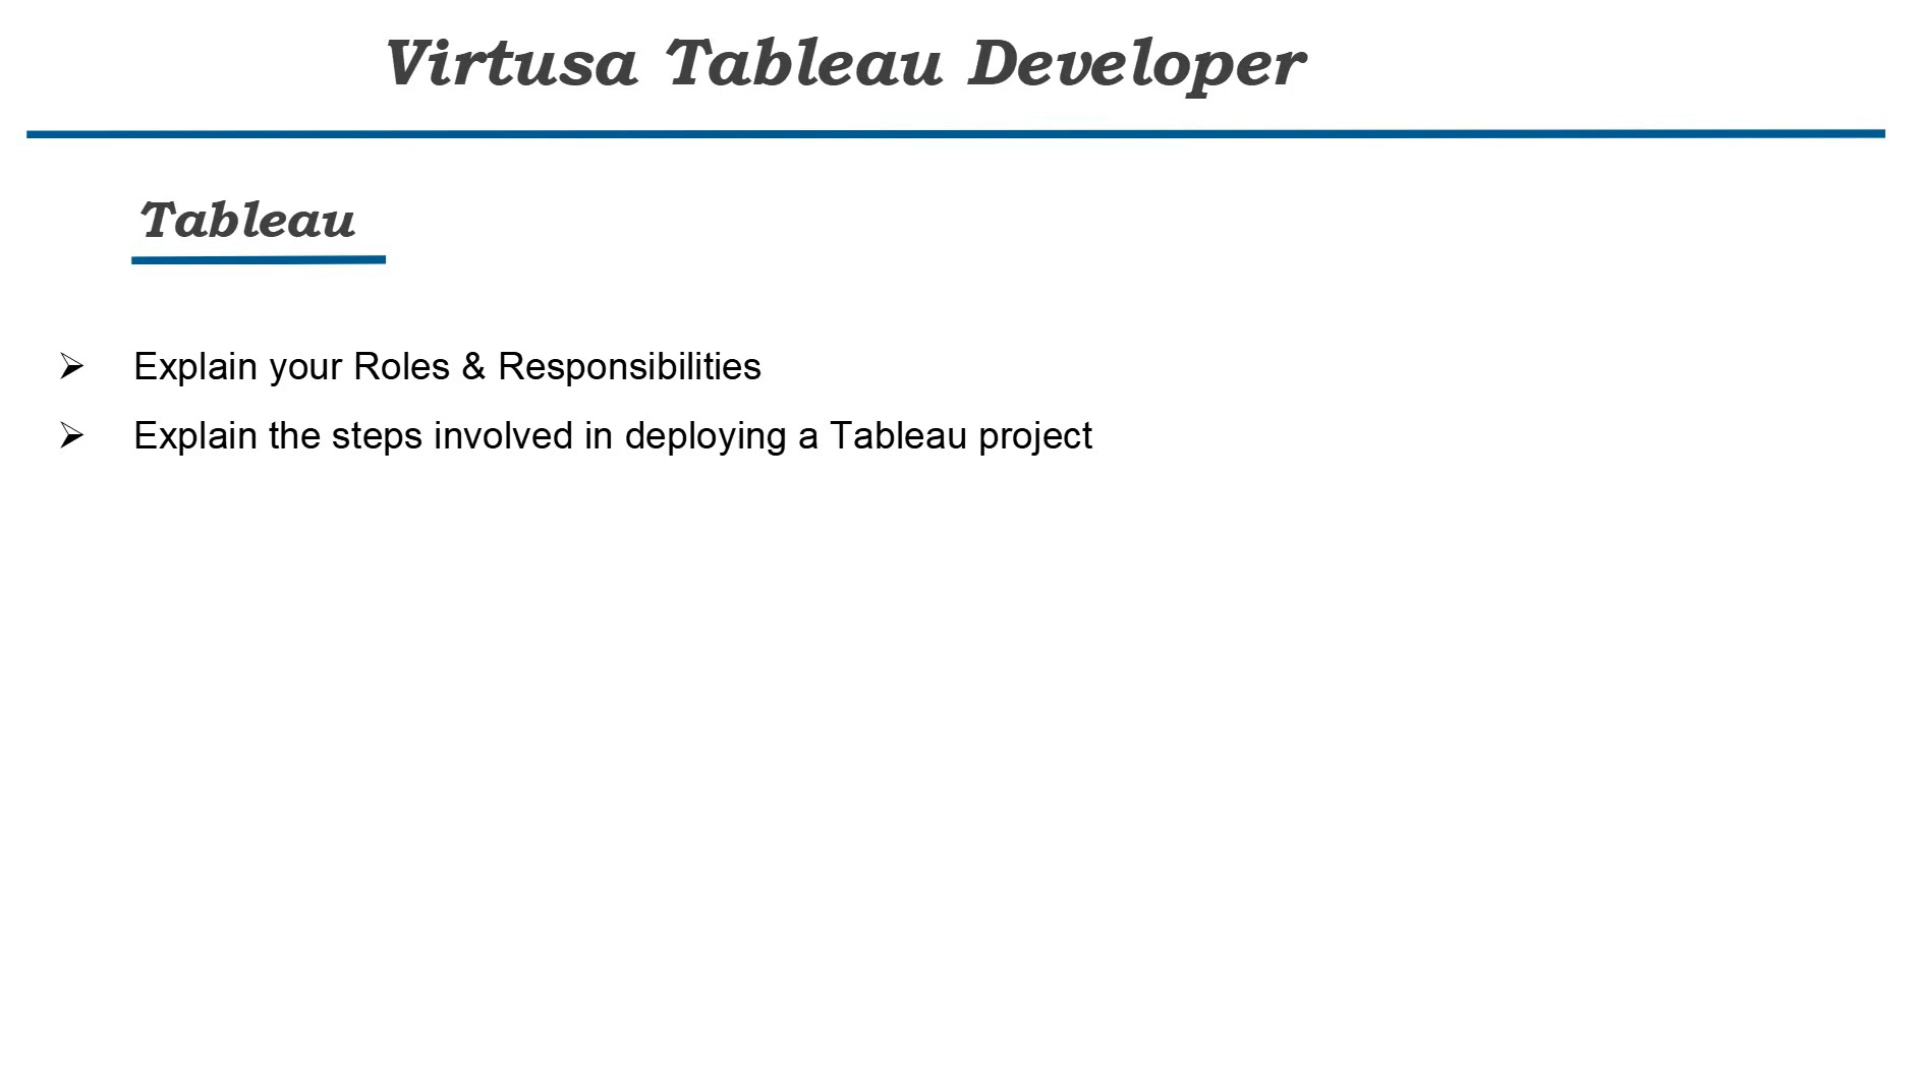 Virtusa Tableau Developer
Tableau
➢ Explain your Roles & Responsibilities
➢ Explain the steps involved in deploying a Tableau project